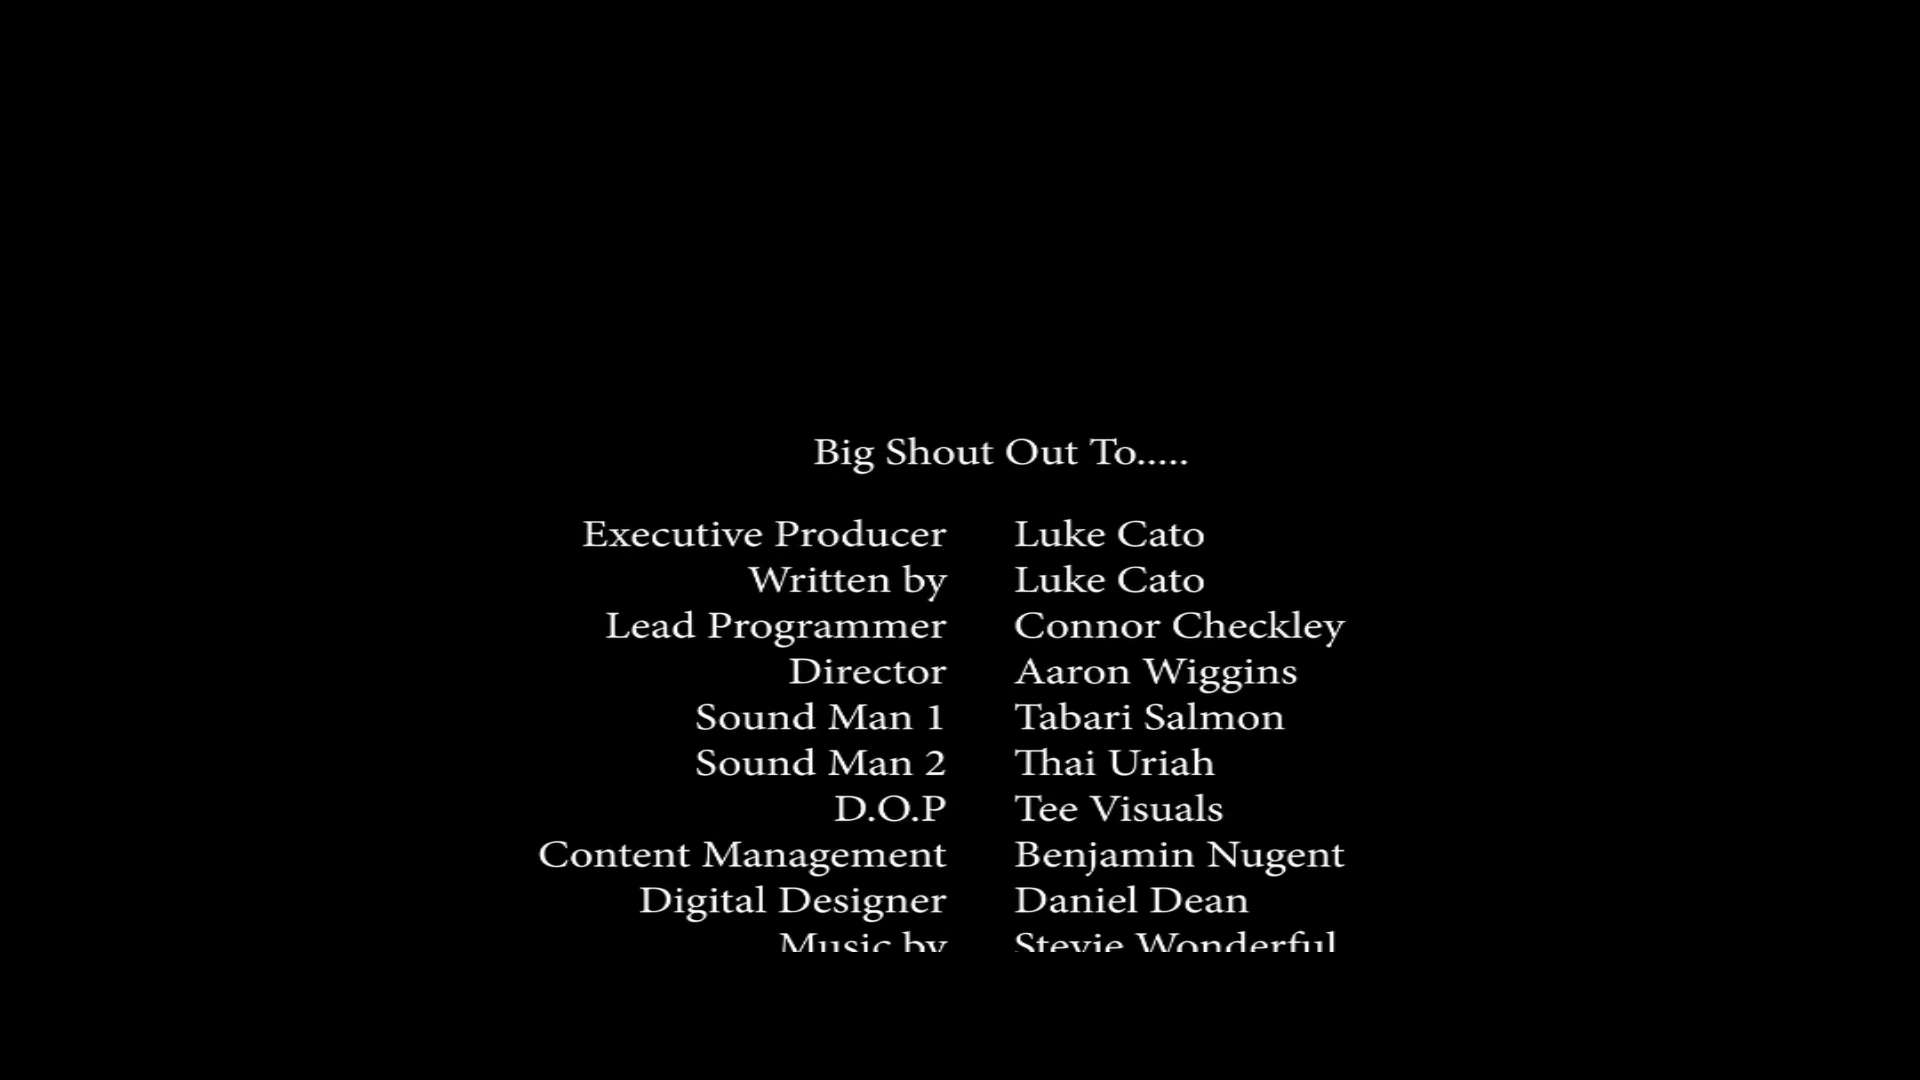 Big Shout Out To.....
Executive Producer Luke Cato
Written by Luke Cato
Lead Programmer Connor Checkley
Director Aaron Wiggins
Sound Man 1 Tabari Salmon
Sound Man 2 Thai Uriah
D.O.P Tee Visuals
Content Management Benjamin Nugent
Digital Designer Daniel Dean
Music by Stevie Wonderful